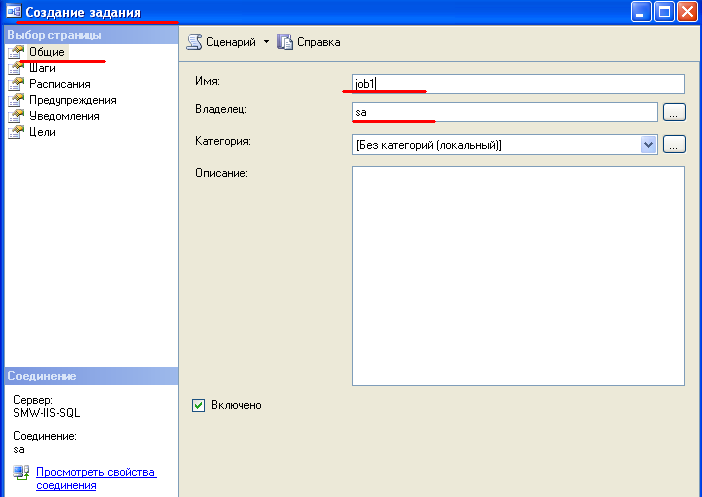 Создание задания
Выбор страницы
Общие
Шаги
Расписания
Предупреждения
Уведомления
Цели
Сценарий
Справка
Имя:
job1
Владелец:
sa
...
Категория:
[Без категорий (локальный)]
...
Описание:
Включено
Соединение
Сервер:
SMW-IIS-SQL
Соединение:
sa
Просмотреть свойства
соединения